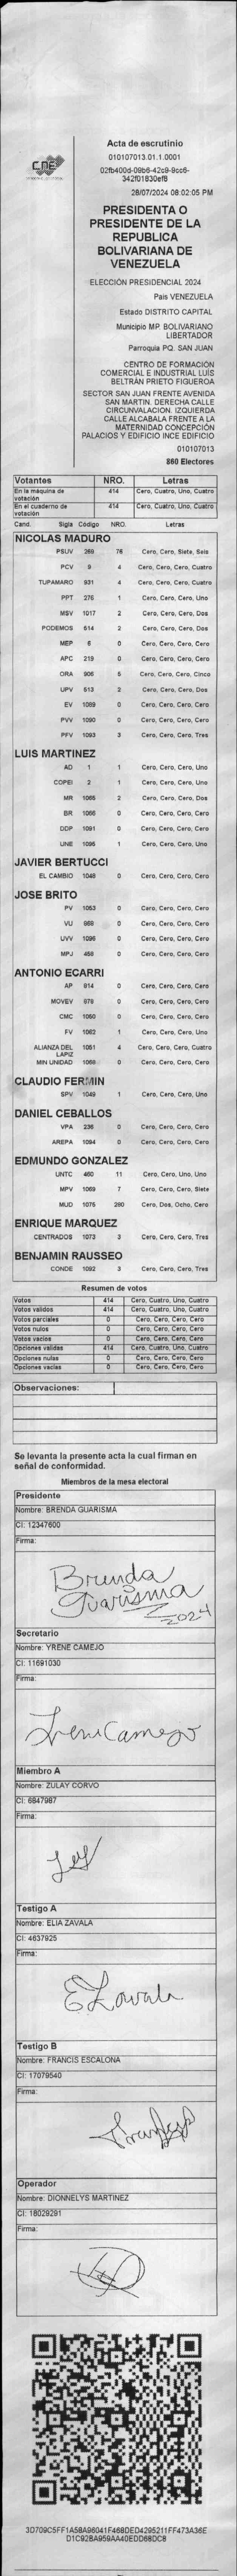 CNE
Acta de escrutinio
010107013.01.1.0001
02fb400d-09b6-42c9-8cc6-
342f01830ef8
28/07/2024 08:02:05 PM
PRESIDENTA O
PRESIDENTE DE LA
REPUBLICA
BOLIVARIANA DE
VENEZUELA
ELECCIÓN PRESIDENCIAL 2024
Pais VENEZUELA
Estado DISTRITO CAPITAL
Municipio MP. BOLIVARIANO
LIBERTADOR
Parroquia PQ. SAN JUAN
CENTRO DE FORMACIÓN
COMERCIAL E INDUSTRIAL LUÍS
BELTRÁN PRIETO FIGUEROA
SECTOR SAN JUAN FRENTE AVENIDA
SAN MARTIN. DERECHA CALLE
CIRCUNVALACION. IZQUIERDA
CALLE ALCABALA FRENTE A LA
MATERNIDAD CONCEPCIÓN
PALACIOS Y EDIFICIO INCE EDIFICIO
010107013
860 Electores
Votantes NRO. Letras
En la máquina de votación 414 Cero, Cuatro, Uno, Cuatro
En el cuaderno de votación 414 Cero, Cuatro, Uno, Cuatro
Cand. Sigla Código NRO. Letras
NICOLAS MADURO
PSUV 269 76 Cero, Cero, Siete, Seis
PCV 9 4 Cero, Cero, Cero, Cuatro
TUPAMARO 931 4 Cero, Cero, Cero, Cuatro
PPT 276 1 Cero, Cero, Cero, Uno
MSV 1017 2 Cero, Cero, Cero, Dos
PODEMOS 614 2 Cero, Cero, Cero, Dos
MEP 6 0 Cero, Cero, Cero, Cero
APC 219 0 Cero, Cero, Cero, Cero
ORA 906 5 Cero, Cero, Cero, Cinco
UPV 513 2 Cero, Cero, Cero, Dos
EV 1089 0 Cero, Cero, Cero, Cero
PVV 1090 0 Cero, Cero, Cero, Cero
PFV 1093 3 Cero, Cero, Cero, Tres
LUIS MARTINEZ
AD 1 1 Cero, Cero, Cero, Uno
COPEI 2 1 Cero, Cero, Cero, Uno
MR 1065 2 Cero, Cero, Cero, Dos
BR 1066 0 Cero, Cero, Cero, Cero
DDP 1091 0 Cero, Cero, Cero, Cero
UNE 1095 1 Cero, Cero, Cero, Uno
JAVIER BERTUCCI
EL CAMBIO 1048 0 Cero, Cero, Cero, Cero
JOSE BRITO
PV 1053 0 Cero, Cero, Cero, Cero
VU 969 0 Cero, Cero, Cero, Cero
UVV 1096 0 Cero, Cero, Cero, Cero
MPJ 458 0 Cero, Cero, Cero, Cero
ANTONIO ECARRI
AP 914 0 Cero, Cero, Cero, Cero
MOVEV 979 0 Cero, Cero, Cero, Cero
CMC 1060 0 Cero, Cero, Cero, Cero
FV 1062 1 Cero, Cero, Cero, Uno
ALIANZA DEL LAPIZ 1051 4 Cero, Cero, Cero, Cuatro
MIN UNIDAD 1088 0 Cero, Cero, Cero, Cero
CLAUDIO FERMIN
SPV 1049 1 Cero, Cero, Cero, Uno
DANIEL CEBALLOS
VPA 236 0 Cero, Cero, Cero, Cero
AREPA 1094 0 Cero, Cero, Cero, Cero
EDMUNDO GONZALEZ
UNTC 460 11 Cero, Cero, Uno, Uno
MPV 1069 7 Cero, Cero, Cero, Siete
MUD 1075 280 Cero, Dos, Ocho, Cero
ENRIQUE MARQUEZ
CENTRADOS 1073 3 Cero, Cero, Cero, Tres
BENJAMIN RAUSSEO
CONDE 1092 3 Cero, Cero, Cero, Tres
Resumen de votos
Votos 414 Cero, Cuatro, Uno, Cuatro
Votos validos 414 Cero, Cuatro, Uno, Cuatro
Votos parciales 0 Cero, Cero, Cero, Cero
Votos nulos 0 Cero, Cero, Cero, Cero
Votos vacios 0 Cero, Cero, Cero, Cero
Opciones validas 414 Cero, Cuatro, Uno, Cuatro
Opciones nulas 0 Cero, Cero, Cero, Cero
Opciones vacias 0 Cero, Cero, Cero, Cero
Observaciones:
Se levanta la presente acta la cual firman en
señal de conformidad.
Miembros de la mesa electoral
Presidente
Nombre: BRENDA GUARISMA
CI: 12347600
Firma:
Brenda
Guarisma
2024
Secretario
Nombre: YRENE CAMEJO
CI: 11691030
Firma:
Miembro A
Nombre: ZULAY CORVO
CI: 6847987
Firma:
Testigo A
Nombre: ELIA ZAVALA
CI: 4637925
Firma:
EZavala
Testigo B
Nombre: FRANCIS ESCALONA
CI: 17079540
Firma:
Operador
Nombre: DIONNELYS MARTINEZ
CI: 18029291
Firma:
3D709C5FF1A58A96041F468DED4295211FF473A36E
D1C928A959AA40EDD68DC8